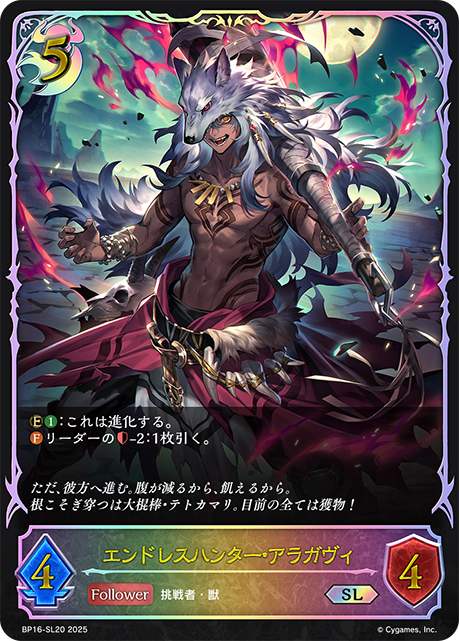 5
E 1：これは進化する。
F リーダーの -2：1枚引く。
ただ、彼方へ進む。腹が減るから、飢えるから。
根こそぎ穿つは大棍棒・テトカマリ。目前の全ては獲物！
エンドレスハンター・アラガヴィ
4
Follower 挑戦者・獣 SL
4
BP16-SL20 2025
© Cygames, Inc.